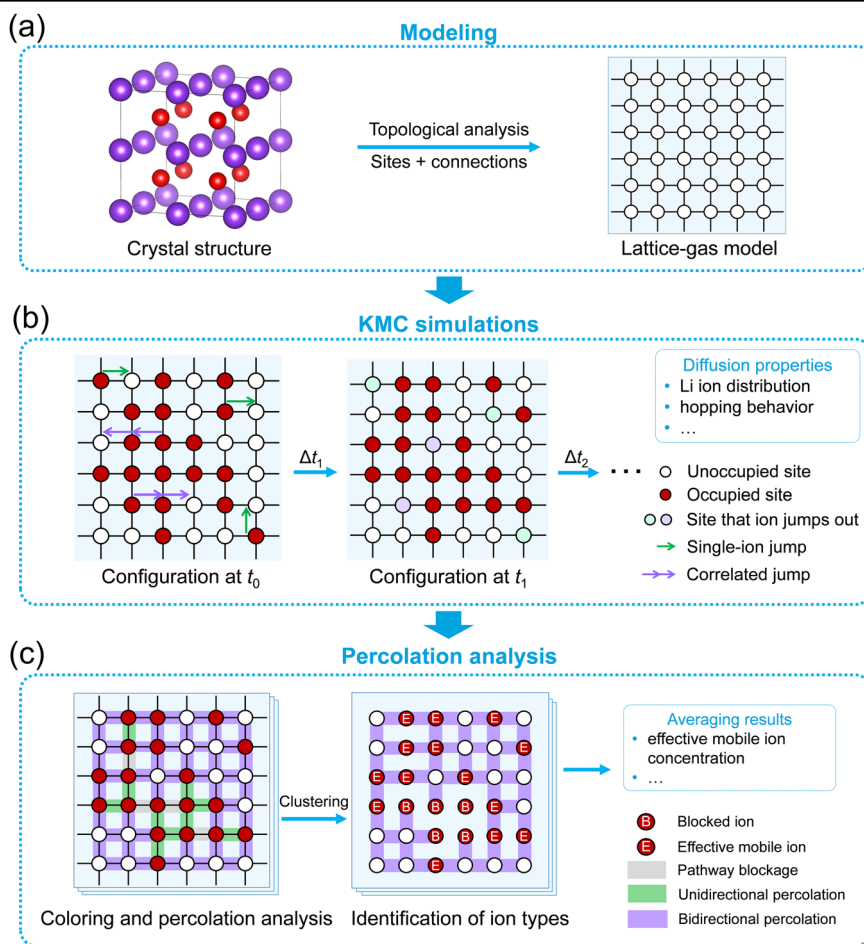 (a)
Modeling
Topological analysis
Sites + connections
Crystal structure
Lattice-gas model
(b)
KMC simulations
Δt1
Δt2
Configuration at t0
Configuration at t1
Diffusion properties
• Li ion distribution
• hopping behavior
• …
Unoccupied site
Occupied site
Site that ion jumps out
Single-ion jump
Correlated jump
(c)
Percolation analysis
Clustering
E E E
E E E
E E E
E B B B E
B B E E
E
Coloring and percolation analysis
Identification of ion types
Averaging results
• effective mobile ion
concentration
• …
B Blocked ion
E Effective mobile ion
Pathway blockage
Unidirectional percolation
Bidirectional percolation